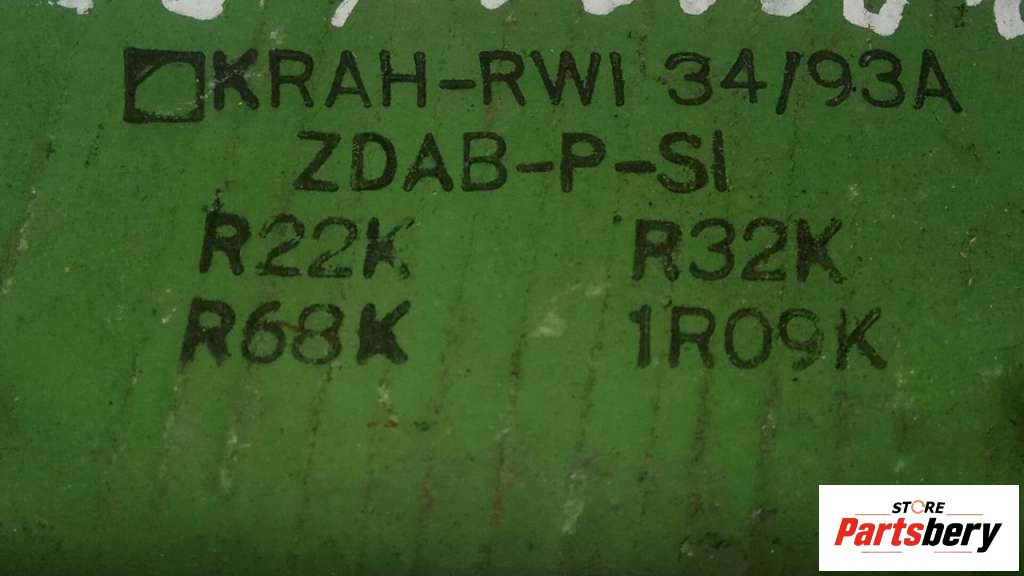 KRAH-RWI 34/93A
ZDAB-P-SI
R22K R32K
R68K 1R09K
STORE
Partsbery